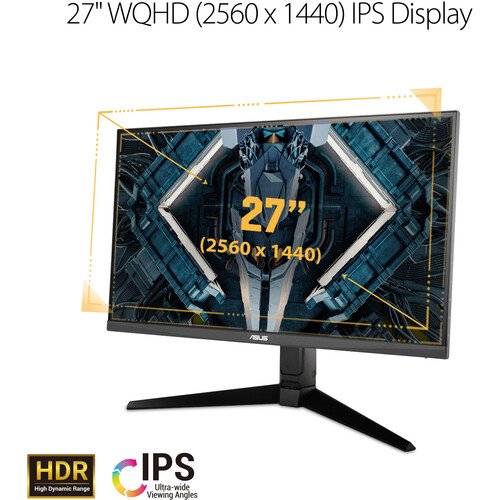 27" WQHD (2560 x 1440) IPS Display
27”
(2560 x 1440)
ASUS
HDR
High Dynamic Range
IPS
Ultra-wide
Viewing Angles